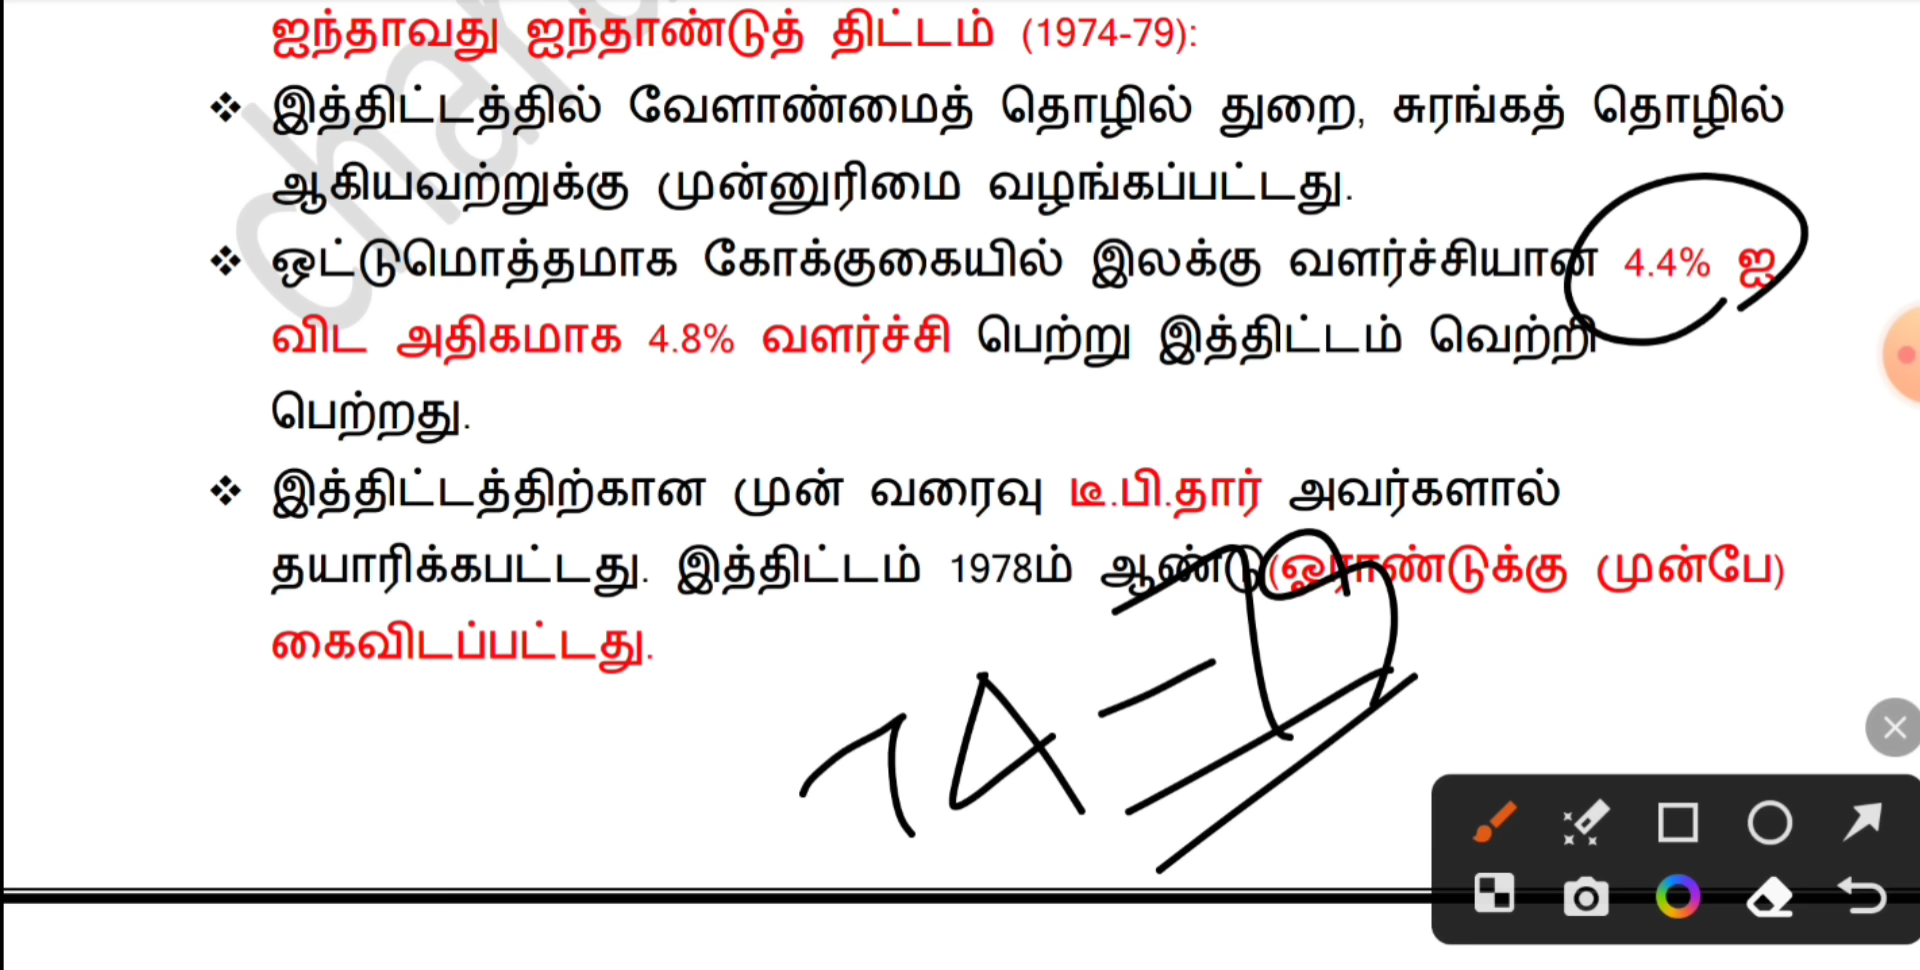 ஐந்தாவது ஐந்தாண்டுத் திட்டம் (1974-79):
❖ இத்திட்டத்தில் வேளாண்மைத் தொழில் துறை, சுரங்கத் தொழில்
ஆகியவற்றுக்கு முன்னுரிமை வழங்கப்பட்டது.
❖ ஒட்டுமொத்தமாக கோக்குகையில் இலக்கு வளர்ச்சியான 4.4% ஐ
விட அதிகமாக 4.8% வளர்ச்சி பெற்று இத்திட்டம் வெற்றி
பெற்றது.
❖ இத்திட்டத்திற்கான முன் வரைவு டீ.பி.தார் அவர்களால்
தயாரிக்கபட்டது. இத்திட்டம் 1978ம் ஆண்டு(ஓராண்டுக்கு முன்பே)
கைவிடப்பட்டது.
74-79